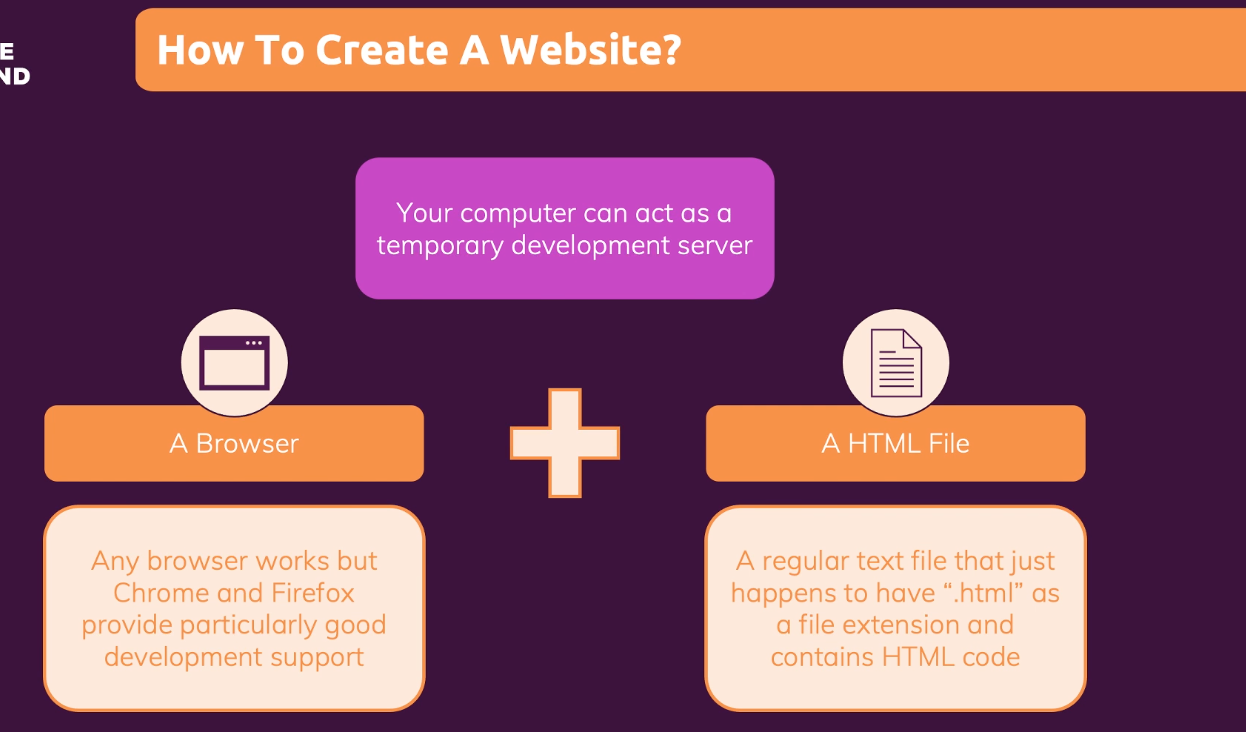 E
ND
How To Create A Website?
Your computer can act as a
temporary development server
A Browser
A HTML File
Any browser works but
Chrome and Firefox
provide particularly good
development support
A regular text file that just
happens to have “.html” as
a file extension and
contains HTML code